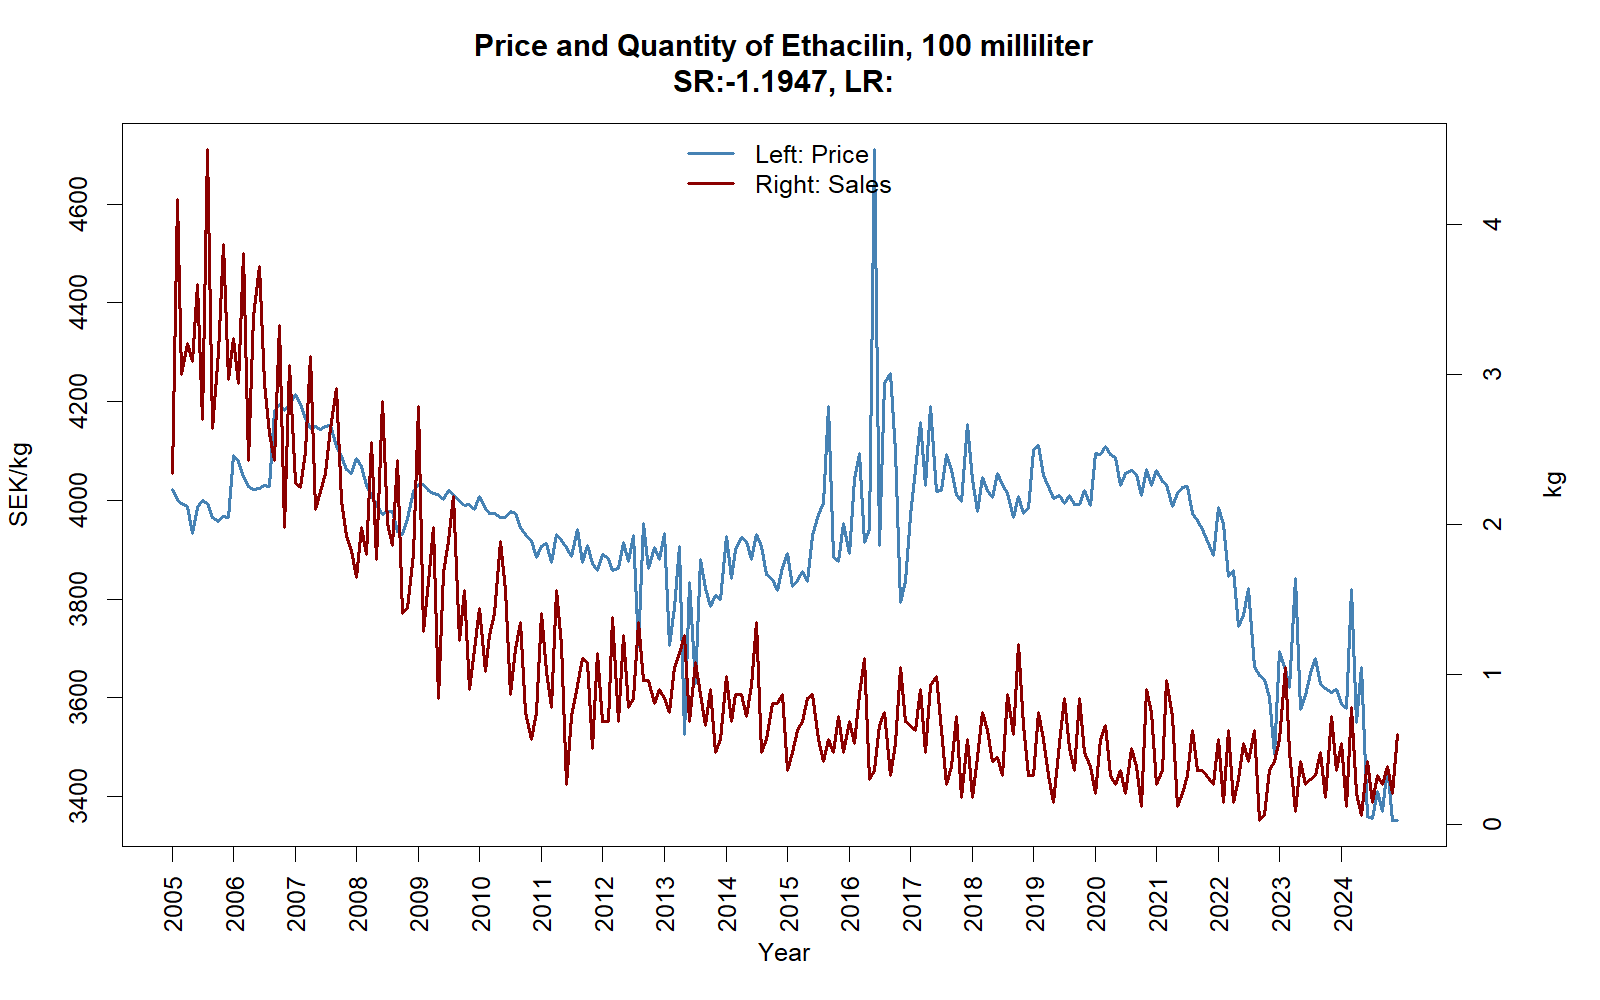 Price and Quantity of Ethacilin, 100 milliliter
SR:-1.1947, LR:
Left: Price
Right: Sales
SEK/kg
4600
4400
4200
4000
3800
3600
3400
kg
4
3
2
1
0
2005 2006 2007 2008 2009 2010 2011 2012 2013 2014 2015 2016 2017 2018 2019 2020 2021 2022 2023 2024
Year